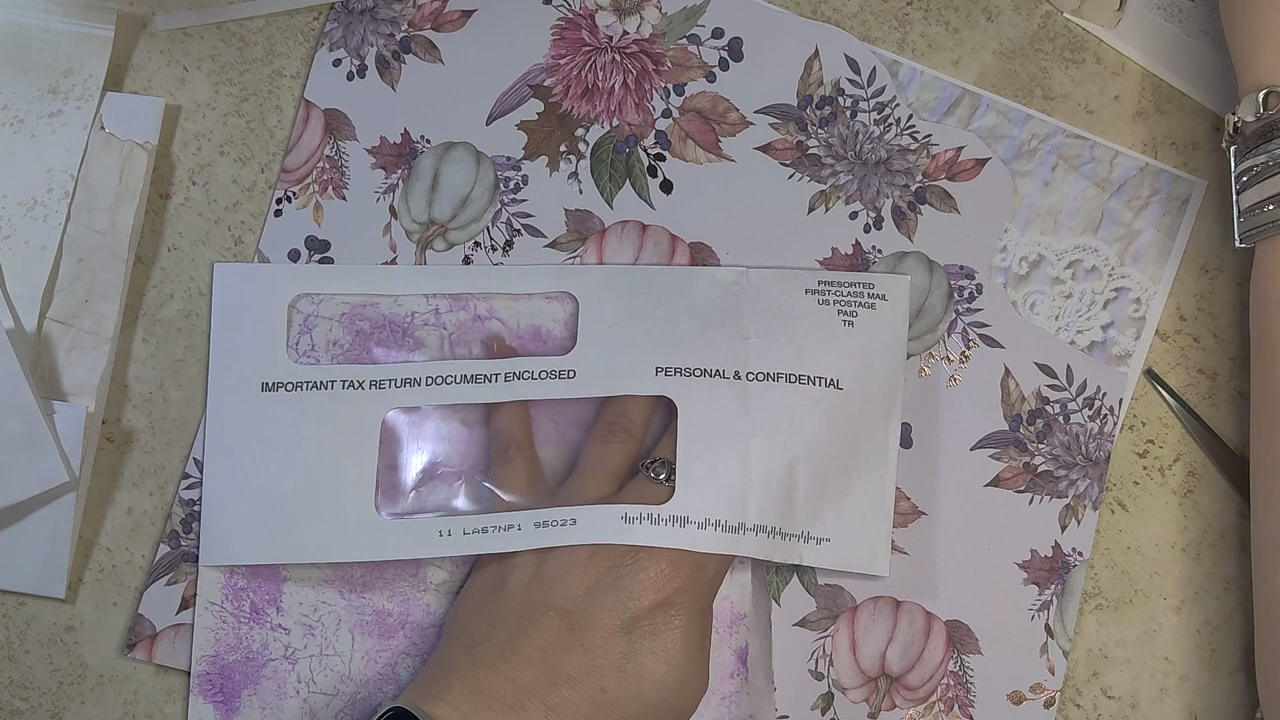 PRESORTED
FIRST-CLASS MAIL
US POSTAGE
PAID
TR
IMPORTANT TAX RETURN DOCUMENT ENCLOSED
PERSONAL & CONFIDENTIAL
11 LAS7NP1 95023